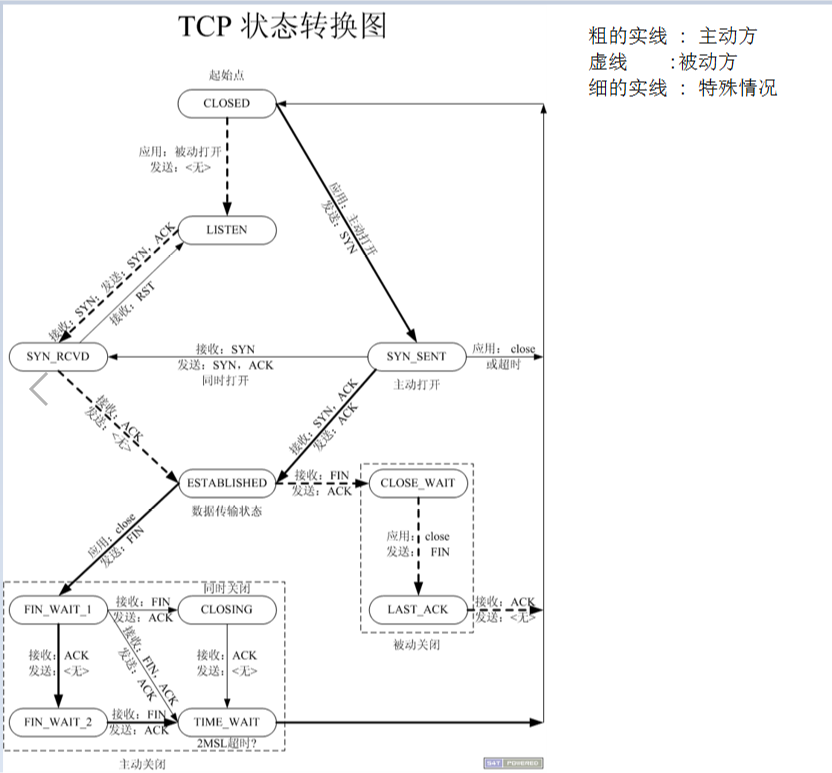 TCP 状态转换图
粗的实线 : 主动方
虚线 :被动方
细的实线 : 特殊情况
起始点
CLOSED
应用: 被动打开
发送: <无>
应用: 主动打开
发送: SYN
LISTEN
接收: SYN; 发送: SYN, ACK
接收: RST
SYN_RCVD
接收: SYN
发送: SYN, ACK
同时打开
SYN_SENT
主动打开
应用: close
或超时
接收: ACK
发送: <无>
接收: SYN, ACK
发送: ACK
ESTABLISHED
数据传输状态
接收: FIN
发送: ACK
CLOSE_WAIT
应用: close
发送: FIN
应用: close
发送: FIN
同时关闭
FIN_WAIT_1
接收: FIN
发送: ACK
CLOSING
LAST_ACK
接收: ACK
发送: <无>
被动关闭
接收: ACK
发送: <无>
接收: FIN, ACK
发送: ACK
接收: ACK
发送: <无>
FIN_WAIT_2
接收: FIN
发送: ACK
TIME_WAIT
2MSL超时?
主动关闭
POWERED